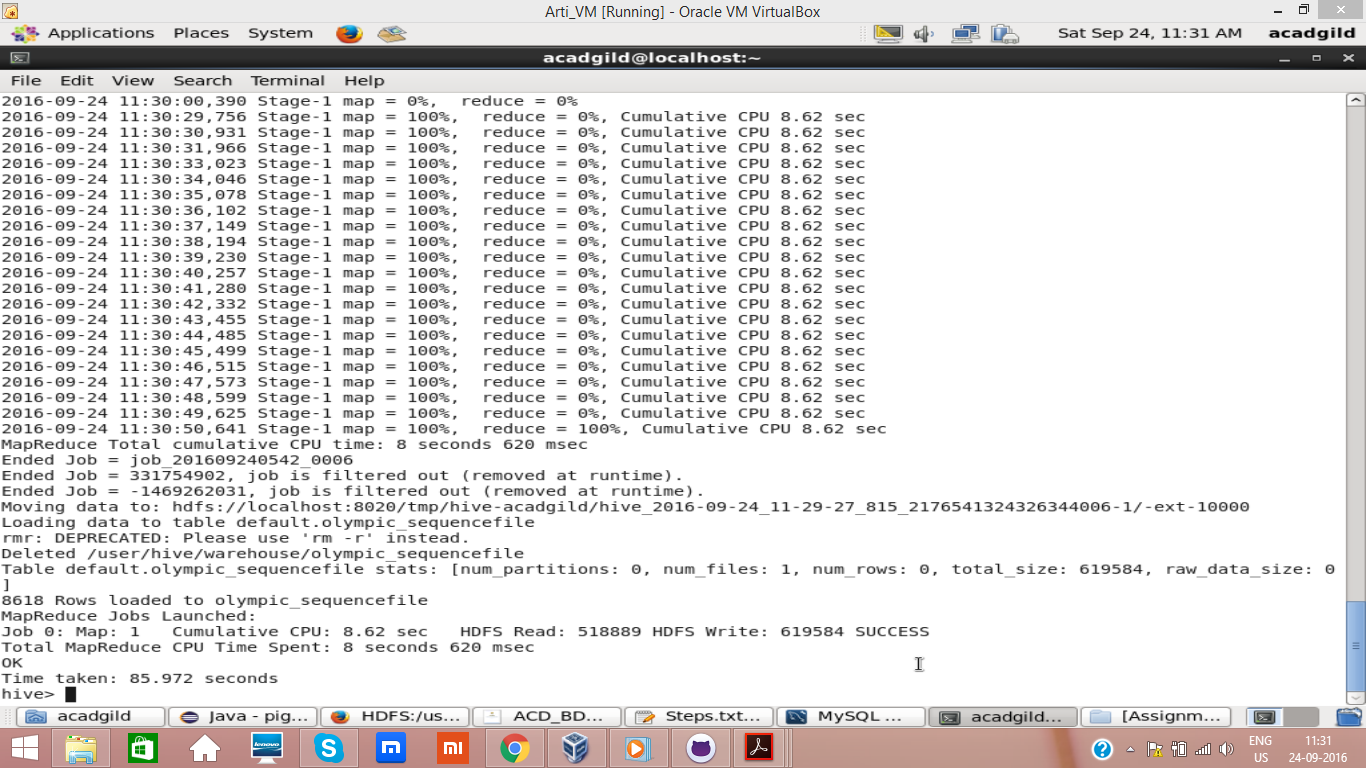 Arti_VM [Running] - Oracle VM VirtualBox
Applications Places System Sat Sep 24, 11:31 AM acadgild
acadgild@localhost:~
File Edit View Search Terminal Help
2016-09-24 11:30:00,390 Stage-1 map = 0%, reduce = 0%
2016-09-24 11:30:29,756 Stage-1 map = 100%, reduce = 0%, Cumulative CPU 8.62 sec
2016-09-24 11:30:30,931 Stage-1 map = 100%, reduce = 0%, Cumulative CPU 8.62 sec
2016-09-24 11:30:31,966 Stage-1 map = 100%, reduce = 0%, Cumulative CPU 8.62 sec
2016-09-24 11:30:33,023 Stage-1 map = 100%, reduce = 0%, Cumulative CPU 8.62 sec
2016-09-24 11:30:34,046 Stage-1 map = 100%, reduce = 0%, Cumulative CPU 8.62 sec
2016-09-24 11:30:35,078 Stage-1 map = 100%, reduce = 0%, Cumulative CPU 8.62 sec
2016-09-24 11:30:36,102 Stage-1 map = 100%, reduce = 0%, Cumulative CPU 8.62 sec
2016-09-24 11:30:37,149 Stage-1 map = 100%, reduce = 0%, Cumulative CPU 8.62 sec
2016-09-24 11:30:38,194 Stage-1 map = 100%, reduce = 0%, Cumulative CPU 8.62 sec
2016-09-24 11:30:39,230 Stage-1 map = 100%, reduce = 0%, Cumulative CPU 8.62 sec
2016-09-24 11:30:40,257 Stage-1 map = 100%, reduce = 0%, Cumulative CPU 8.62 sec
2016-09-24 11:30:41,280 Stage-1 map = 100%, reduce = 0%, Cumulative CPU 8.62 sec
2016-09-24 11:30:42,332 Stage-1 map = 100%, reduce = 0%, Cumulative CPU 8.62 sec
2016-09-24 11:30:43,455 Stage-1 map = 100%, reduce = 0%, Cumulative CPU 8.62 sec
2016-09-24 11:30:44,485 Stage-1 map = 100%, reduce = 0%, Cumulative CPU 8.62 sec
2016-09-24 11:30:45,499 Stage-1 map = 100%, reduce = 0%, Cumulative CPU 8.62 sec
2016-09-24 11:30:46,515 Stage-1 map = 100%, reduce = 0%, Cumulative CPU 8.62 sec
2016-09-24 11:30:47,573 Stage-1 map = 100%, reduce = 0%, Cumulative CPU 8.62 sec
2016-09-24 11:30:48,599 Stage-1 map = 100%, reduce = 0%, Cumulative CPU 8.62 sec
2016-09-24 11:30:49,625 Stage-1 map = 100%, reduce = 0%, Cumulative CPU 8.62 sec
2016-09-24 11:30:50,641 Stage-1 map = 100%, reduce = 100%, Cumulative CPU 8.62 sec
MapReduce Total cumulative CPU time: 8 seconds 620 msec
Ended Job = job_201609240542_0006
Ended Job = 331754902, job is filtered out (removed at runtime).
Ended Job = -1469262031, job is filtered out (removed at runtime).
Moving data to: hdfs://localhost:8020/tmp/hive-acadgild/hive_2016-09-24_11-29-27_815_2176541324326344006-1/-ext-10000
Loading data to table default.olympic_sequencefile
rmr: DEPRECATED: Please use 'rm -r' instead.
Deleted /user/hive/warehouse/olympic_sequencefile
Table default.olympic_sequencefile stats: [num_partitions: 0, num_files: 1, num_rows: 0, total_size: 619584, raw_data_size: 0
]
8618 Rows loaded to olympic_sequencefile
MapReduce Jobs Launched:
Job 0: Map: 1 Cumulative CPU: 8.62 sec HDFS Read: 518889 HDFS Write: 619584 SUCCESS
Total MapReduce CPU Time Spent: 8 seconds 620 msec
OK
Time taken: 85.972 seconds
hive>
acadgild Java - pig... HDFS:/us... ACD_BD... Steps.txt... MySQL ... acadgild... [Assignm...
lenovo m mi
ENG 11:31
US 24-09-2016